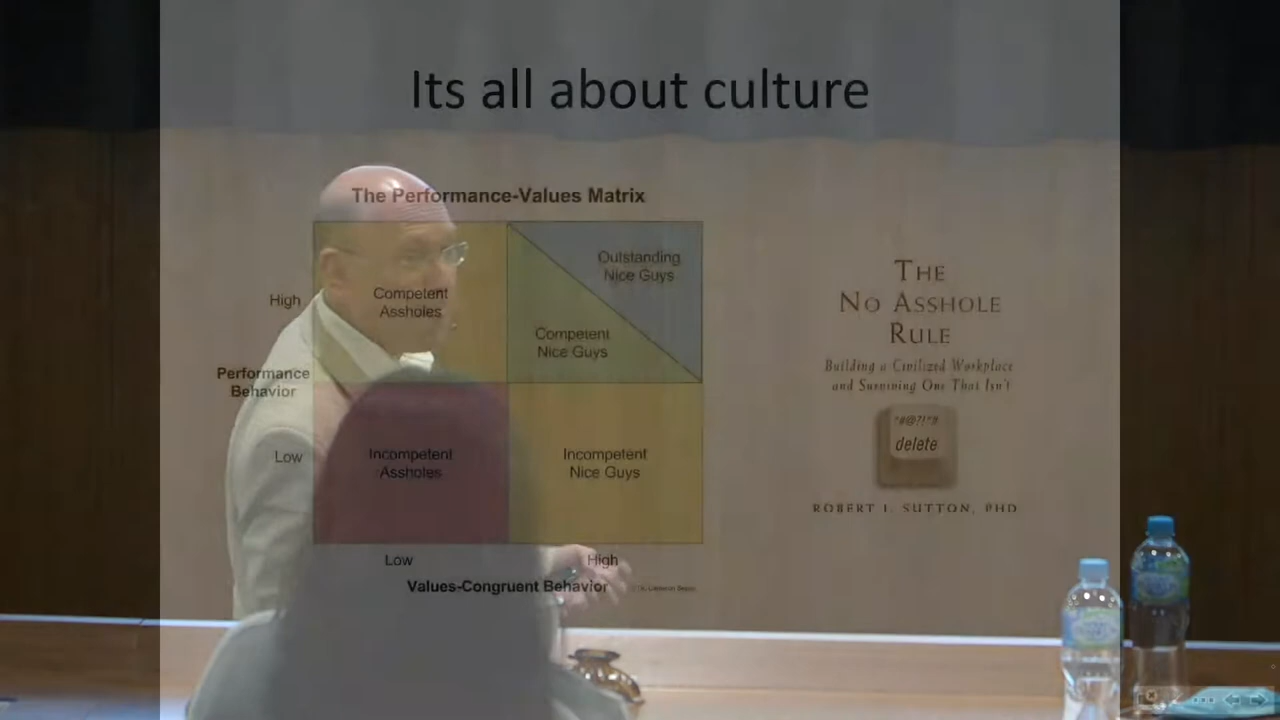 Its all about culture
The Performance-Values Matrix
Outstanding
Nice Guys
High
Competent
Assholes
Competent
Nice Guys
Performance
Behavior
Low
Incompetent
Assholes
Incompetent
Nice Guys
Low
High
Values-Congruent Behavior
THE
NO ASSHOLE
RULE
Building a Civilized Workplace
and Surviving One That Isn't
*#@?!*#
delete
ROBERT I. SUTTON, PHD